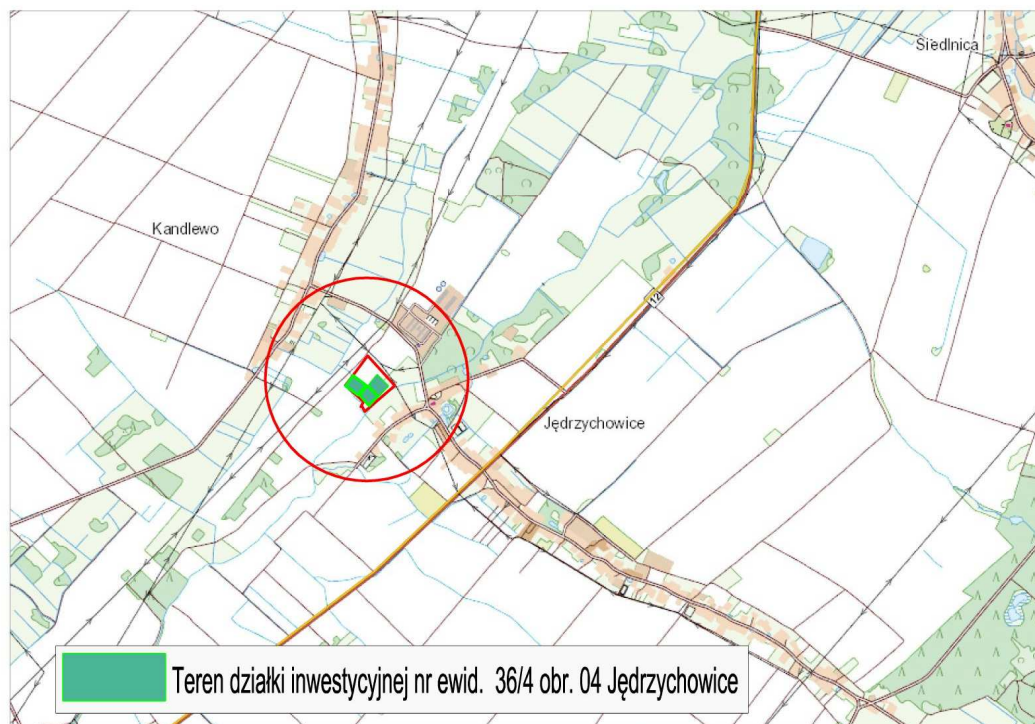 Siedlnica
Kandlewo
12
Jędrzychowice
Teren działki inwestycyjnej nr ewid. 36/4 obr. 04 Jędrzychowice